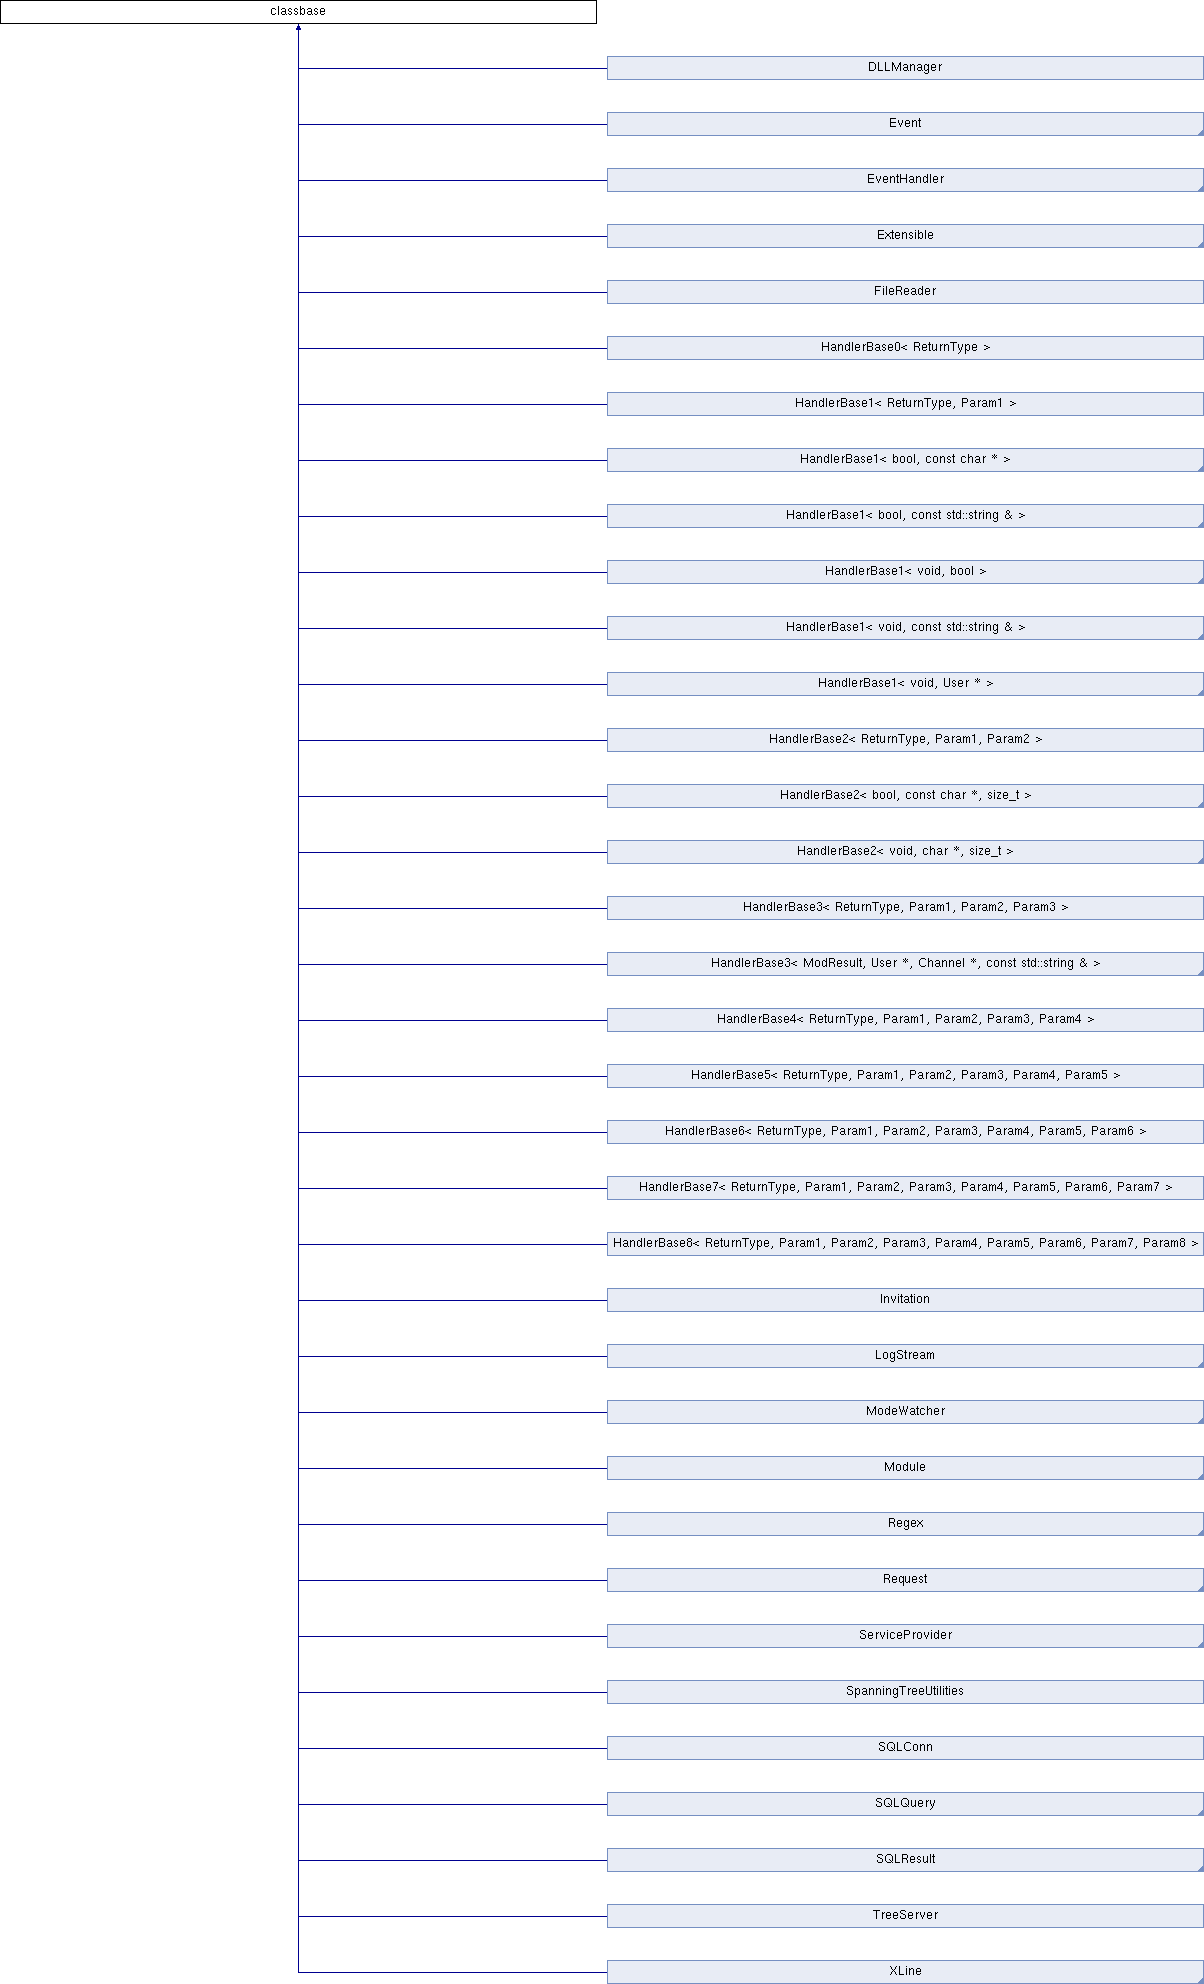 classbase
DLLManager
Event
EventHandler
Extensible
FileReader
HandlerBase0< ReturnType >
HandlerBase1< ReturnType, Param1 >
HandlerBase1< bool, const char * >
HandlerBase1< bool, const std::string & >
HandlerBase1< void, bool >
HandlerBase1< void, const std::string & >
HandlerBase1< void, User * >
HandlerBase2< ReturnType, Param1, Param2 >
HandlerBase2< bool, const char *, size_t >
HandlerBase2< void, char *, size_t >
HandlerBase3< ReturnType, Param1, Param2, Param3 >
HandlerBase3< ModResult, User *, Channel *, const std::string & >
HandlerBase4< ReturnType, Param1, Param2, Param3, Param4 >
HandlerBase5< ReturnType, Param1, Param2, Param3, Param4, Param5 >
HandlerBase6< ReturnType, Param1, Param2, Param3, Param4, Param5, Param6 >
HandlerBase7< ReturnType, Param1, Param2, Param3, Param4, Param5, Param6, Param7 >
HandlerBase8< ReturnType, Param1, Param2, Param3, Param4, Param5, Param6, Param7, Param8 >
Invitation
LogStream
ModeWatcher
Module
Regex
Request
ServiceProvider
SpanningTreeUtilities
SQLConn
SQLQuery
SQLResult
TreeServer
XLine